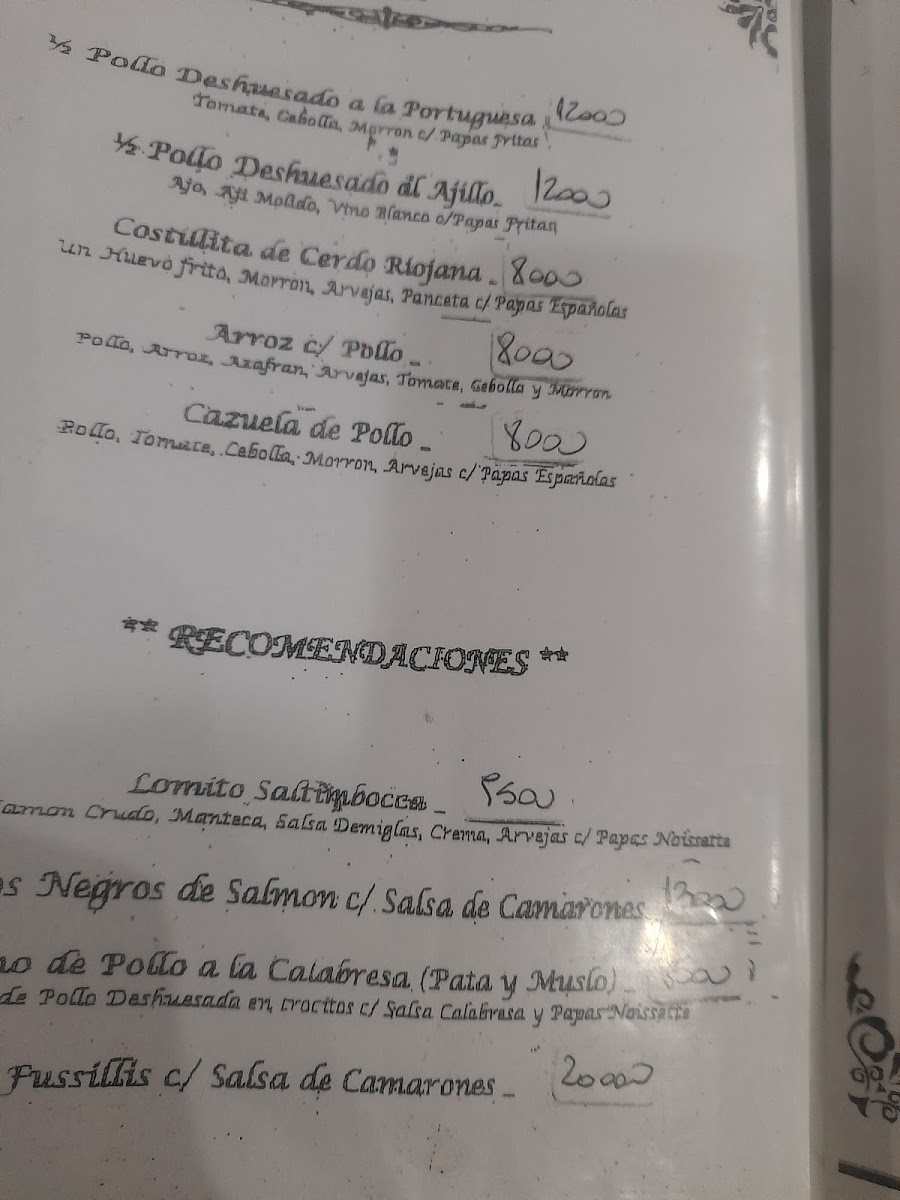 ½ Pollo Deshuesado a la Portuguesa 12000
Tomate, Cebolla, Morron c/ Papas fritas
½ Pollo Deshuesado al Ajillo_ 12000
Ajo, Aji Molido, Vino Blanco c/Papas Fritas
Costillita de Cerdo Riojana - 8000
un Huevo frito, Morron, Arvejas, Panceta c/ Papas Españolas
Arroz c/ Pollo _ 8000
Pollo, Arroz, Azafran, Arvejas, Tomate, Cebolla y Morron
Cazuela de Pollo _ 8000
Pollo, Tomate, Cebolla, Morron, Arvejas c/ Papas Españolas
** RECOMENDACIONES **
Lomito Saltimbocca _ 9500
Crudo, Manteca, Salsa Demiglas, Crema, Arvejas c/ Papas Noissette
Negros de Salmon c/ Salsa de Camarones 13000
de Pollo a la Calabresa (Pata y Muslo) _
de Pollo Deshuesada en trocitos c/ Salsa Calabresa y Papas Noissette
Fussillis c/ Salsa de Camarones _ 20000